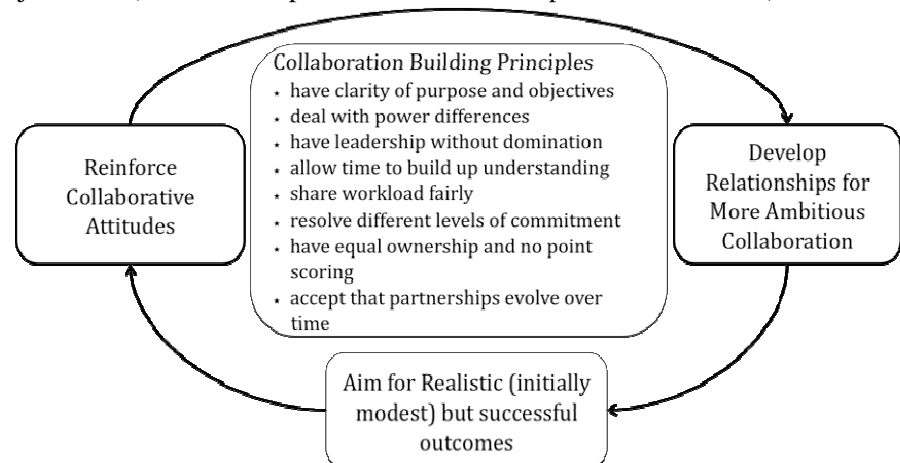 Collaboration Building Principles
⋆ have clarity of purpose and objectives
⋆ deal with power differences
⋆ have leadership without domination
⋆ allow time to build up understanding
⋆ share workload fairly
⋆ resolve different levels of commitment
⋆ have equal ownership and no point
scoring
⋆ accept that partnerships evolve over
time
Reinforce
Collaborative
Attitudes
Develop
Relationships for
More Ambitious
Collaboration
Aim for Realistic (initially
modest) but successful
outcomes